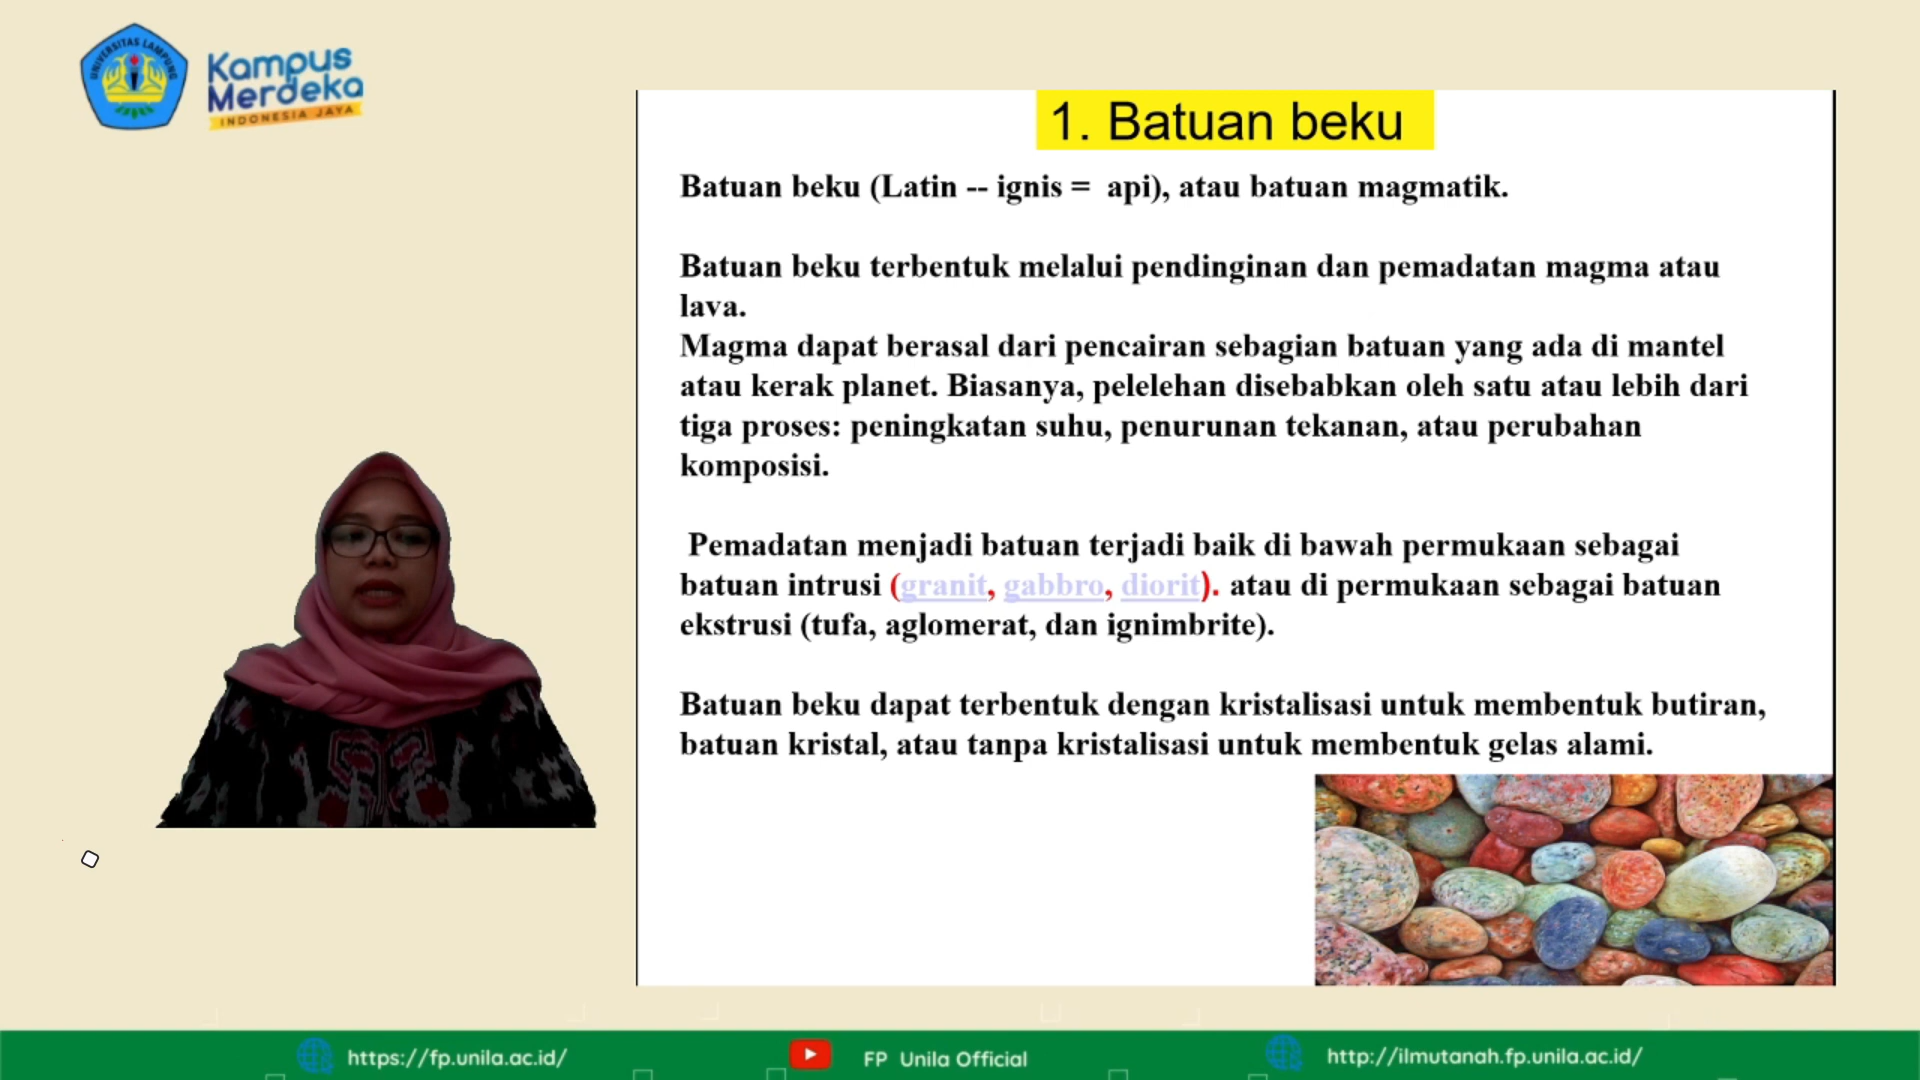 UNIVERSITAS LAMPUNG
Kampus
Merdeka
INDONESIA JAYA
1. Batuan beku
Batuan beku (Latin -- ignis = api), atau batuan magmatik.
Batuan beku terbentuk melalui pendinginan dan pemadatan magma atau
lava.
Magma dapat berasal dari pencairan sebagian batuan yang ada di mantel
atau kerak planet. Biasanya, pelelehan disebabkan oleh satu atau lebih dari
tiga proses: peningkatan suhu, penurunan tekanan, atau perubahan
komposisi.
Pemadatan menjadi batuan terjadi baik di bawah permukaan sebagai
batuan intrusi (granit, gabbro, diorit). atau di permukaan sebagai batuan
ekstrusi (tufa, aglomerat, dan ignimbrite).
Batuan beku dapat terbentuk dengan kristalisasi untuk membentuk butiran,
batuan kristal, atau tanpa kristalisasi untuk membentuk gelas alami.
https://fp.unila.ac.id/
FP Unila Official
http://ilmutanah.fp.unila.ac.id/